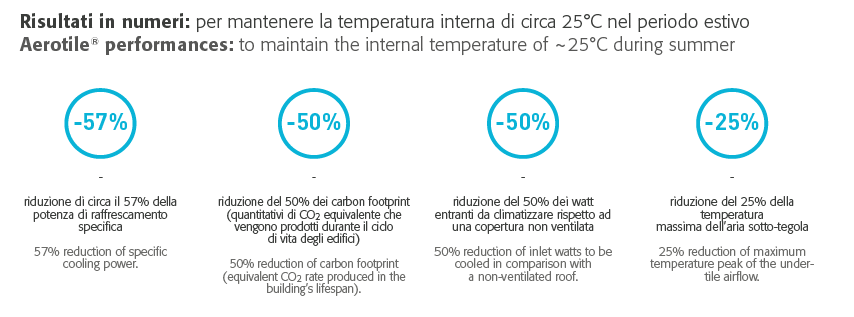 Risultati in numeri: per mantenere la temperatura interna di circa 25°C nel periodo estivo
Aerotile® performances: to maintain the internal temperature of ~25°C during summer
-57%
-
riduzione di circa il 57% della
potenza di raffrescamento
specifica
57% reduction of specific
cooling power.
-50%
-
riduzione del 50% dei carbon footprint
(quantitativi di CO2 equivalente che
vengono prodotti durante il ciclo
di vita degli edifici)
50% reduction of carbon footprint
(equivalent CO2 rate produced in the
building's lifespan).
-50%
-
riduzione del 50% dei watt
entranti da climatizzare rispetto ad
una copertura non ventilata
50% reduction of inlet watts to be
cooled in comparison with
a non-ventilated roof.
-25%
-
riduzione del 25% della
temperatura
massima dell'aria sotto-tegola
25% reduction of maximum
temperature peak of the under-
tile airflow.